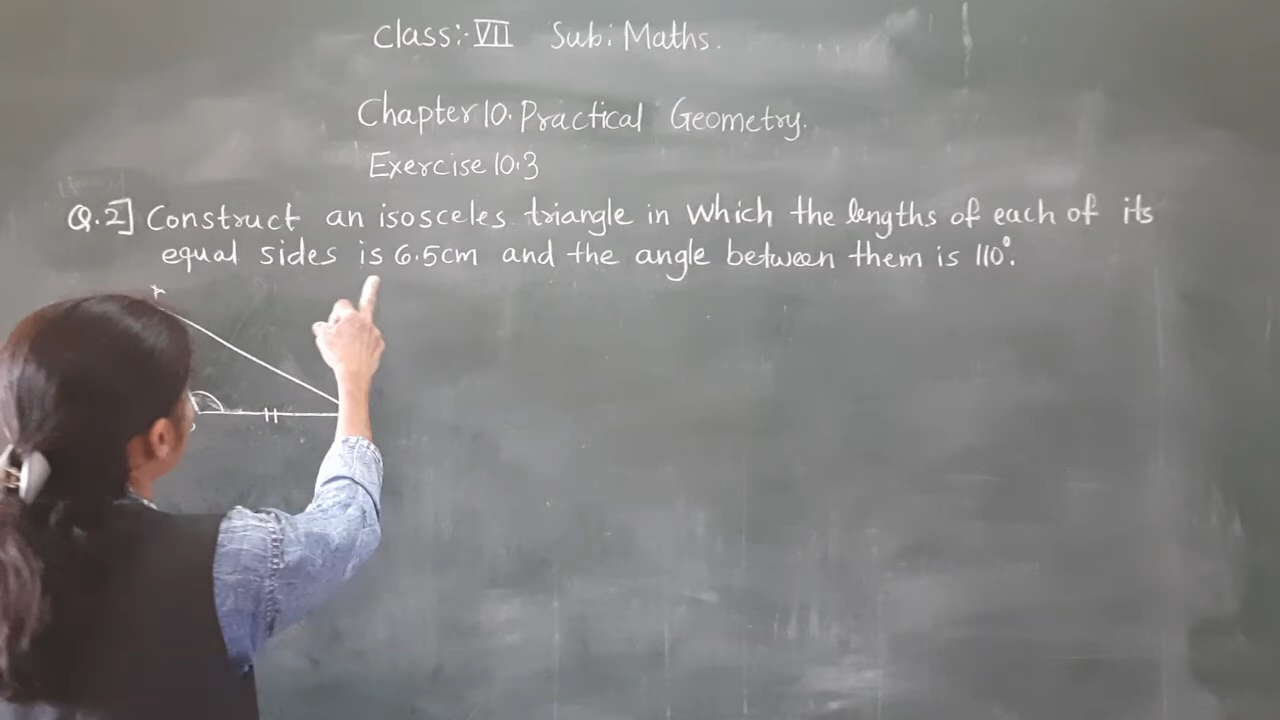 Class:- VII Sub: Maths.
Chapter 10. Practical Geometry.
Exercise 10.3
Q.2] Construct an isosceles triangle in which the lengths of each of its
equal sides is 6.5cm and the angle between them is 110°.